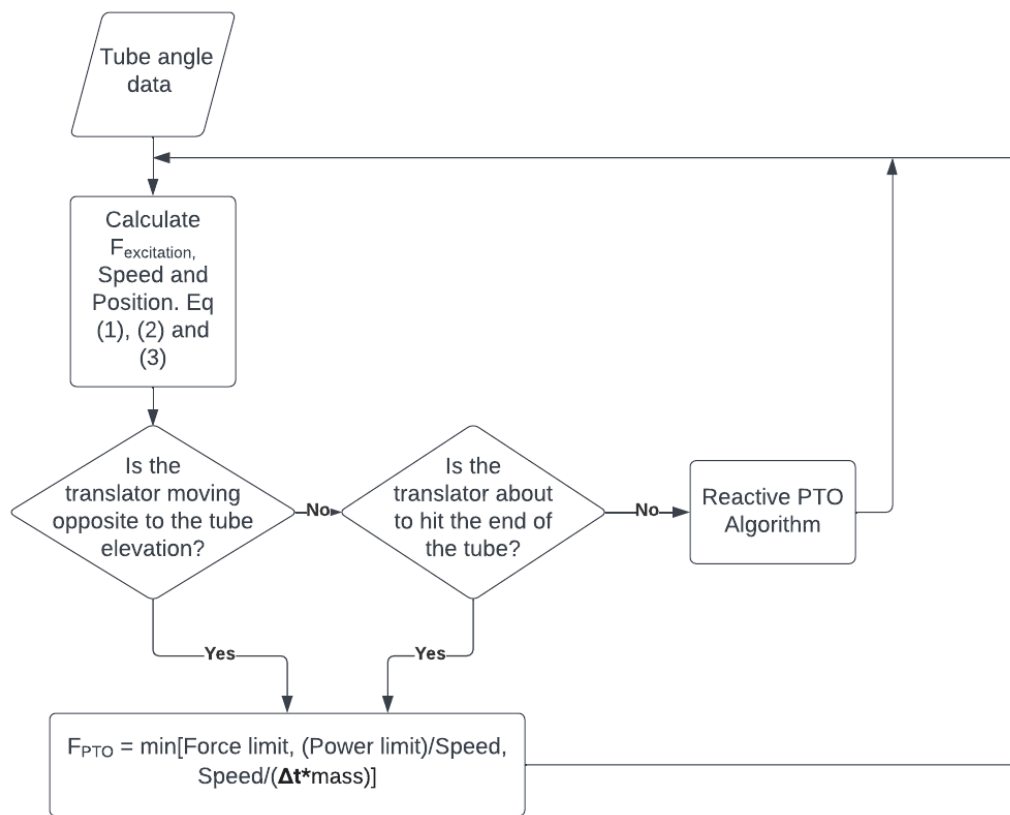 Tube angle
data
Calculate
Fexcitation,
Speed and
Position. Eq
(1), (2) and
(3)
Is the
translator moving
opposite to the tube
elevation?
No
Is the
translator about
to hit the end of
the tube?
No
Reactive PTO
Algorithm
Yes
Yes
FPTO = min[Force limit, (Power limit)/Speed,
Speed/(Δt*mass)]